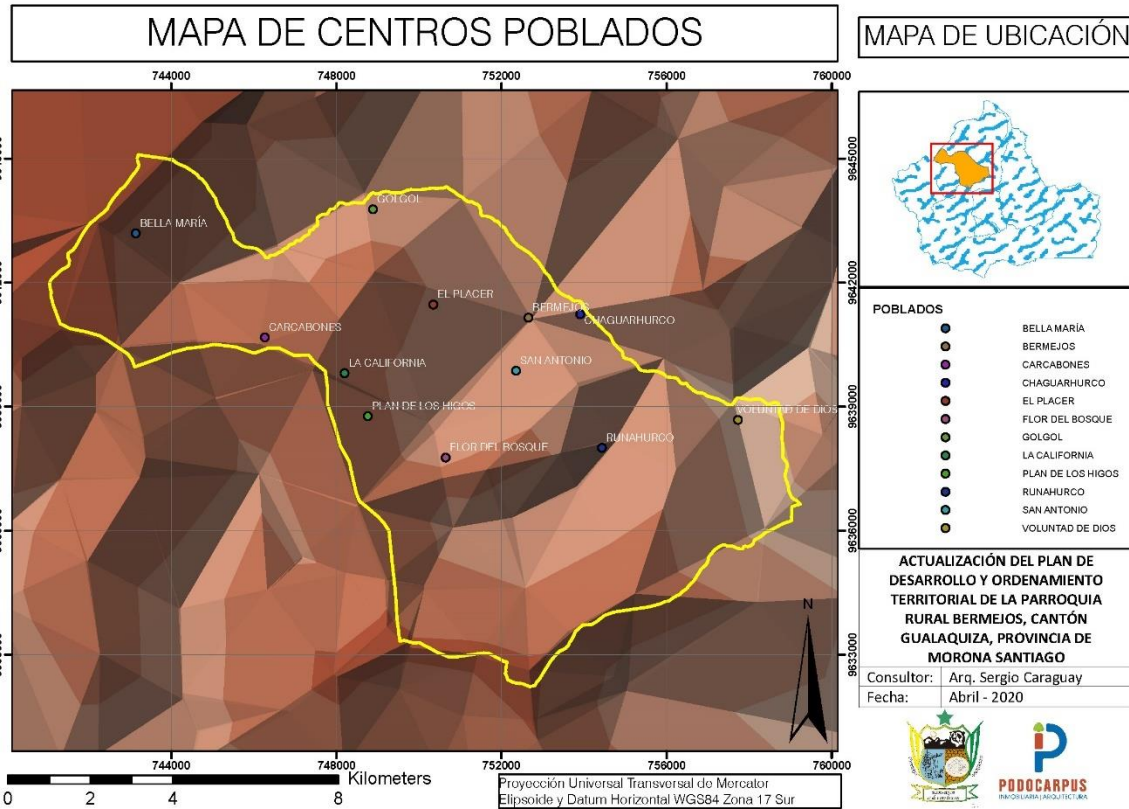 MAPA DE CENTROS POBLADOS
MAPA DE UBICACIÓN
744000
748000
752000
756000
760000
9645000
9642000
9639000
9636000
9633000
GOLGOL
BELLA MARÍA
EL PLACER
BERMEJOS
CHAGUARHURCO
CARCABONES
LA CALIFORNIA
SAN ANTONIO
PLAN DE LOS HIGOS
VOLUNTAD DE DIOS
FLOR DEL BOSQUE
RUNAHURCO
N
POBLADOS
BELLA MARÍA
BERMEJOS
CARCABONES
CHAGUARHURCO
EL PLACER
FLOR DEL BOSQUE
GOLGOL
LA CALIFORNIA
PLAN DE LOS HIGOS
RUNAHURCO
SAN ANTONIO
VOLUNTAD DE DIOS
ACTUALIZACIÓN DEL PLAN DE
DESARROLLO Y ORDENAMIENTO
TERRITORIAL DE LA PARROQUIA
RURAL BERMEJOS, CANTÓN
GUALAQUIZA, PROVINCIA DE
MORONA SANTIAGO
Consultor: Arq. Sergio Caraguay
Fecha: Abril - 2020
PODOCARPUS
INMOBILIARIA | ARQUITECTURA
Kilometers
0 2 4 8
Proyección Universal Transversal de Mercator
Elipsoide y Datum Horizontal WGS84 Zona 17 Sur